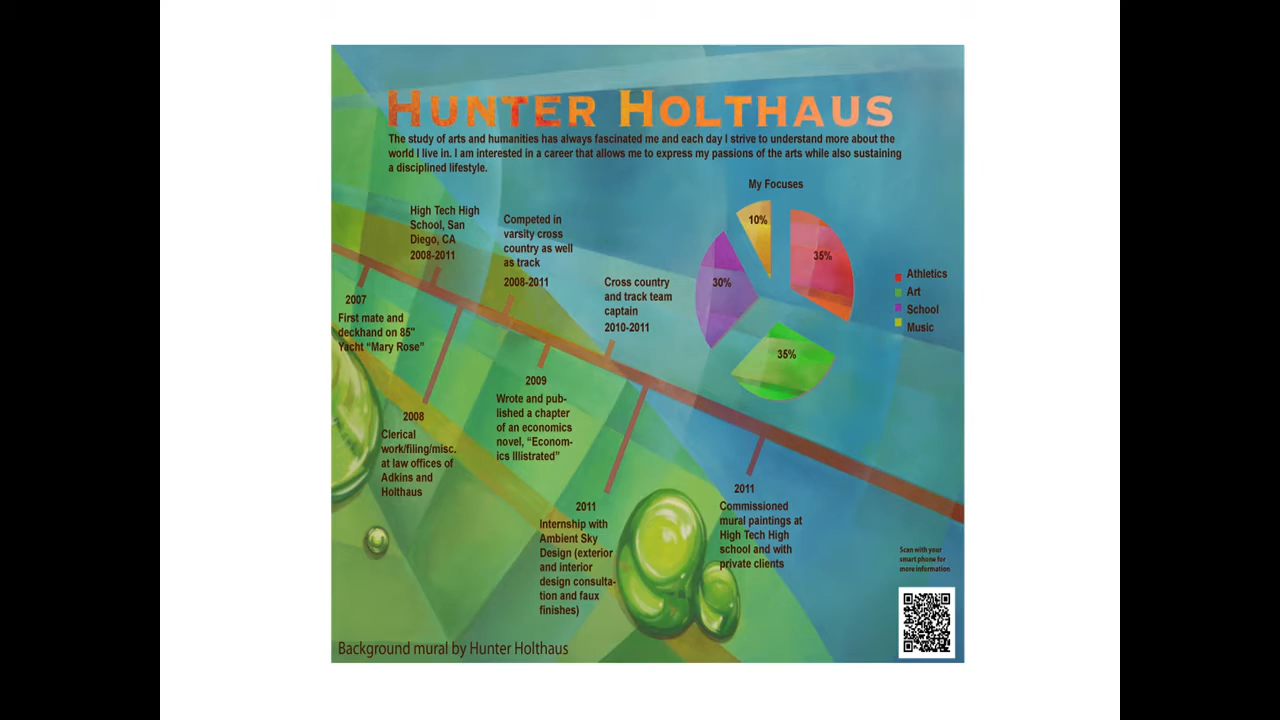 HUNTER HOLTHAUS
The study of arts and humanities has always fascinated me and each day I strive to understand more about the
world I live in. I am interested in a career that allows me to express my passions of the arts while also sustaining
a disciplined lifestyle.
My Focuses
10%
35%
30%
35%
Athletics
Art
School
Music
High Tech High
School, San
Diego, CA
2008-2011
Competed in
varsity cross
country as well
as track
2008-2011
Cross country
and track team
captain
2010-2011
2007
First mate and
deckhand on 85"
Yacht “Mary Rose”
2008
Clerical
work/filing/misc.
at law offices of
Adkins and
Holthaus
2009
Wrote and pub-
lished a chapter
of an economics
novel, “Econom-
ics Illistrated”
2011
Internship with
Ambient Sky
Design (exterior
and interior
design consulta-
tion and faux
finishes)
2011
Commissioned
mural paintings at
High Tech High
school and with
private clients
Scan with your
smart phone for
more information
Background mural by Hunter Holthaus